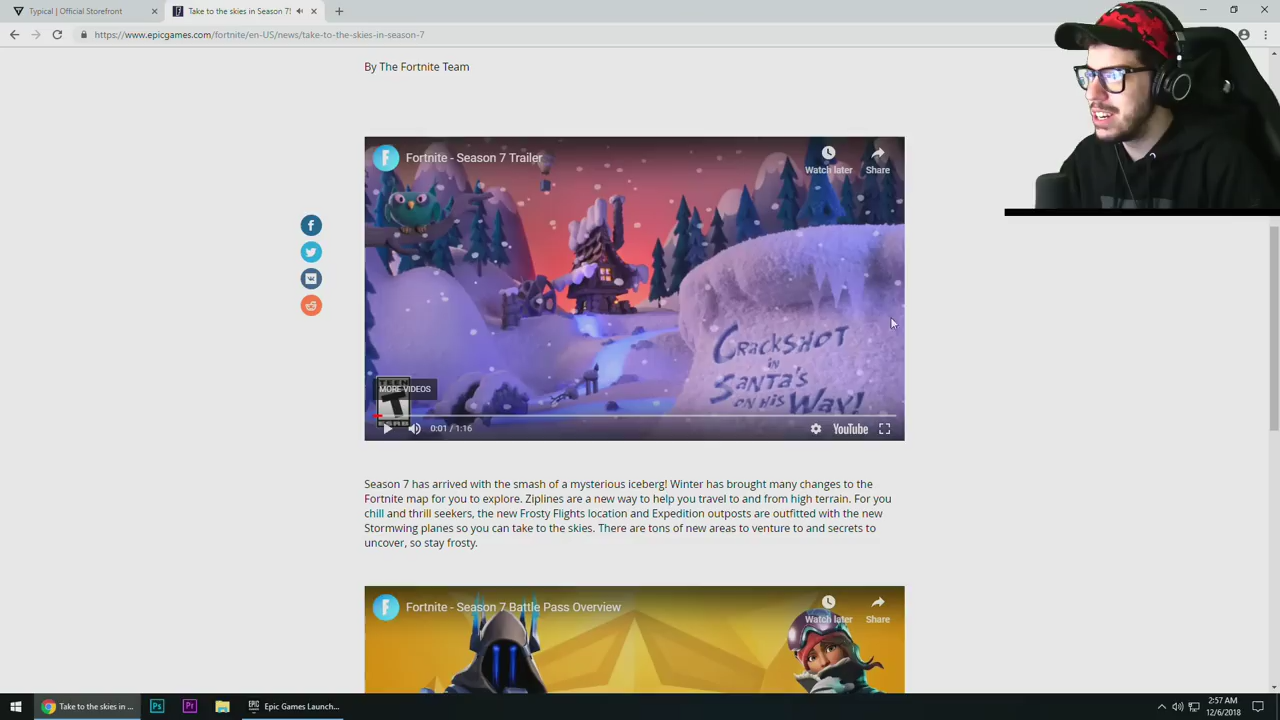 Typical | Official Storefront
Take to the skies in Season 7!
https://www.epicgames.com/fortnite/en-US/news/take-to-the-skies-in-season-7
By The Fortnite Team
Fortnite - Season 7 Trailer
Watch later
Share
CRACKSHOT
in
SANTA'S
ON HIS WAY!
MORE VIDEOS
TEEN
T
0:01 / 1:16
YouTube
Season 7 has arrived with the smash of a mysterious iceberg! Winter has brought many changes to the
Fortnite map for you to explore. Ziplines are a new way to help you travel to and from high terrain. For you
chill and thrill seekers, the new Frosty Flights location and Expedition outposts are outfitted with the new
Stormwing planes so you can take to the skies. There are tons of new areas to venture to and secrets to
uncover, so stay frosty.
Fortnite - Season 7 Battle Pass Overview
Watch later
Share
Take to the skies in ...
Ps
Pr
Epic Games Launch...
2:57 AM
12/6/2018